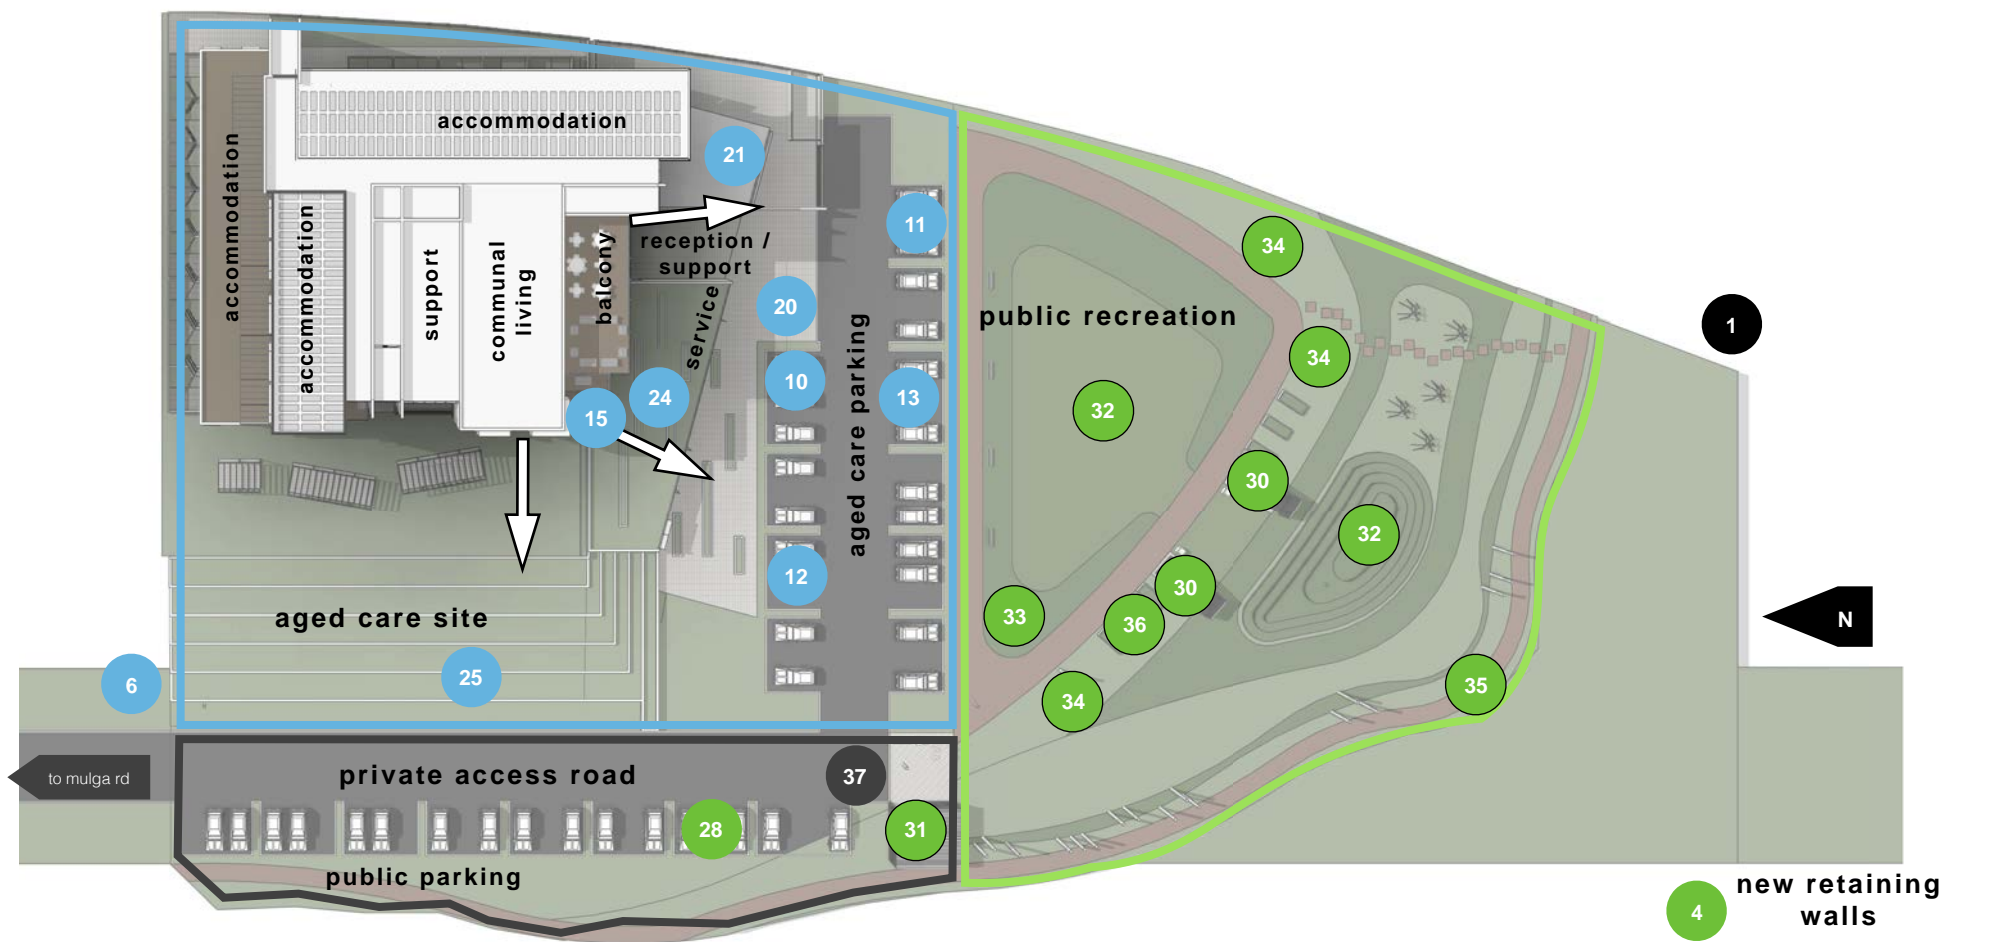 accommodation
21
accommodation
accommodation
support
communal
living
balcony
reception /
support
service
11
20
10
13
15
24
aged care parking
12
public recreation
34
34
32
30
32
30
33
36
34
35
1
N
aged care site
6
25
to mulga rd
private access road
37
28
31
public parking
new retaining
walls
4